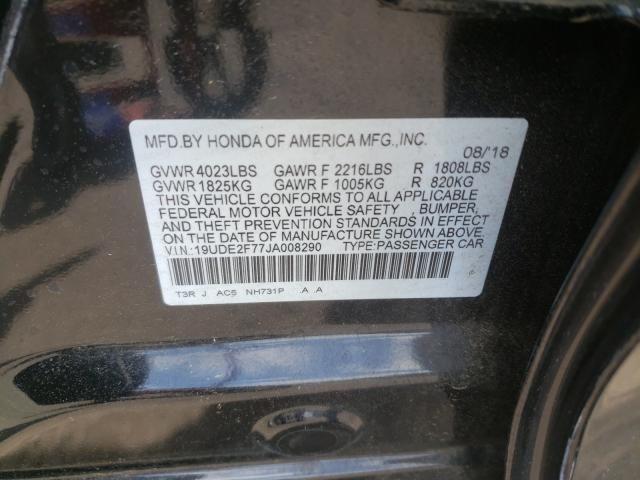 MFD.BY HONDA OF AMERICA MFG.,INC. 08/'18
GVWR 4023LBS GAWR F 2216LBS R 1808LBS
GVWR 1825KG GAWR F 1005KG R 820KG
THIS VEHICLE CONFORMS TO ALL APPLICABLE
FEDERAL MOTOR VEHICLE SAFETY BUMPER,
AND THEFT PREVENTION STANDARDS IN EFFECT
ON THE DATE OF MANUFACTURE SHOWN ABOVE.
V.I.N.:19UDE2F77JA008290 TYPE:PASSENGER CAR
T3R J AC5 NH731P .A .A